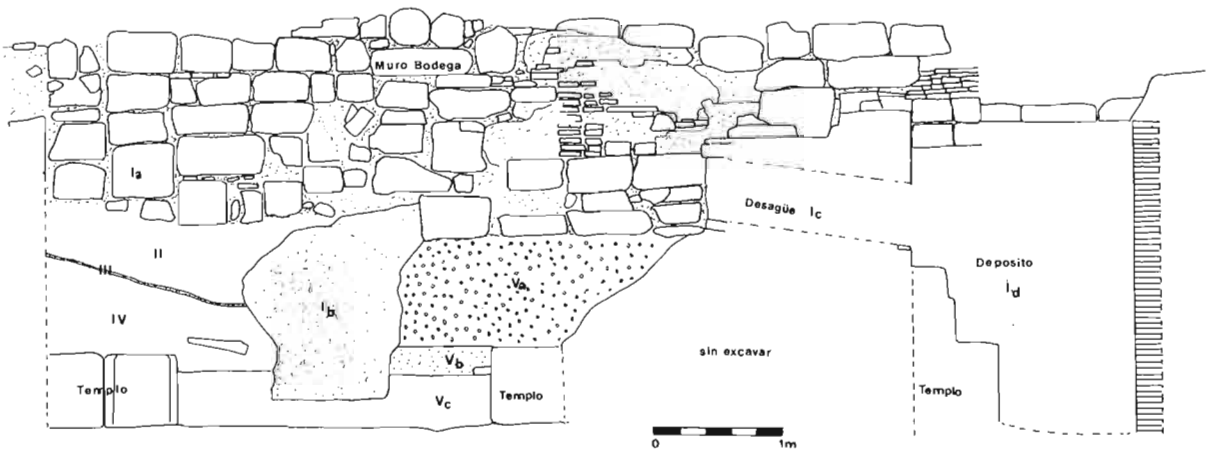 Muro Bodega
Ia
Desagüe Ic
II
III
Deposito
Id
Va
Ib
IV
sin excavar
Vb
Templo
Templo
Templo
Vc
0 1m